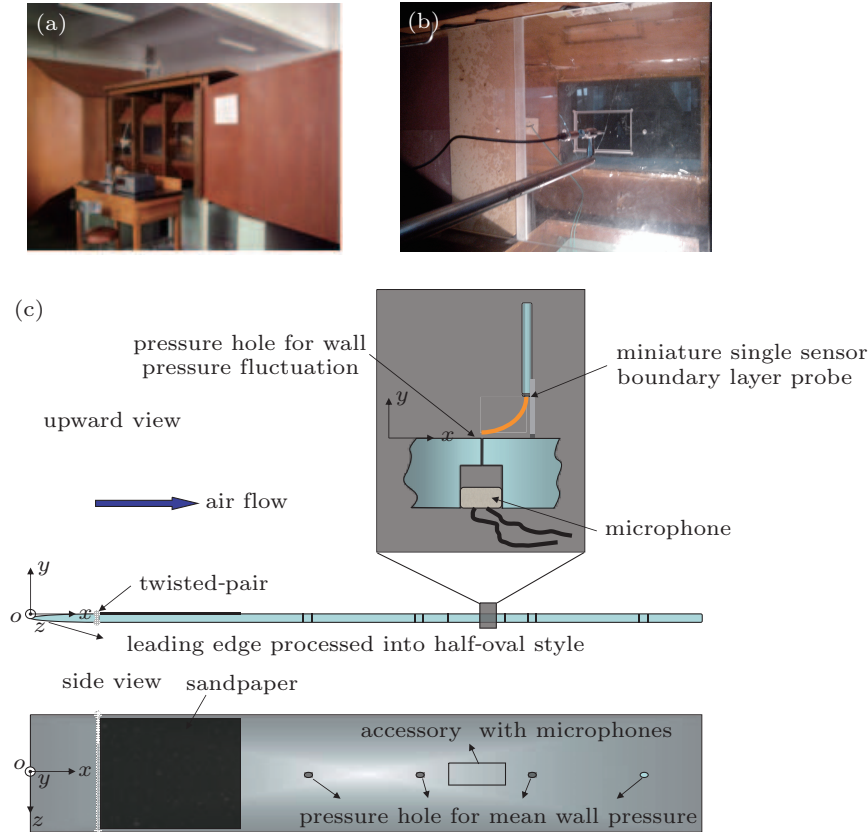 (a)
(b)
(c)
pressure hole for wall
pressure fluctuation
miniature single sensor
boundary layer probe
y
x
upward view
air flow
microphone
y
twisted-pair
o
x
z
leading edge processed into half-oval style
side view
sandpaper
accessory with microphones
o
x
y
z
pressure hole for mean wall pressure